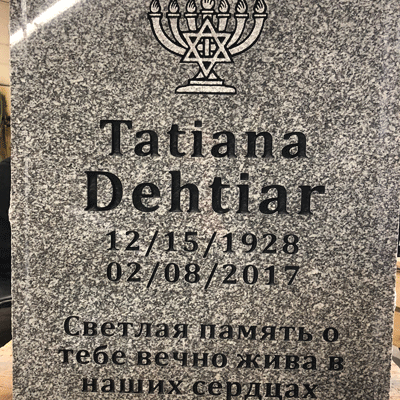 Tatiana
Dehtiar
12/15/1928
02/08/2017
Светлая память о
тебе вечно жива в
наших сердцах